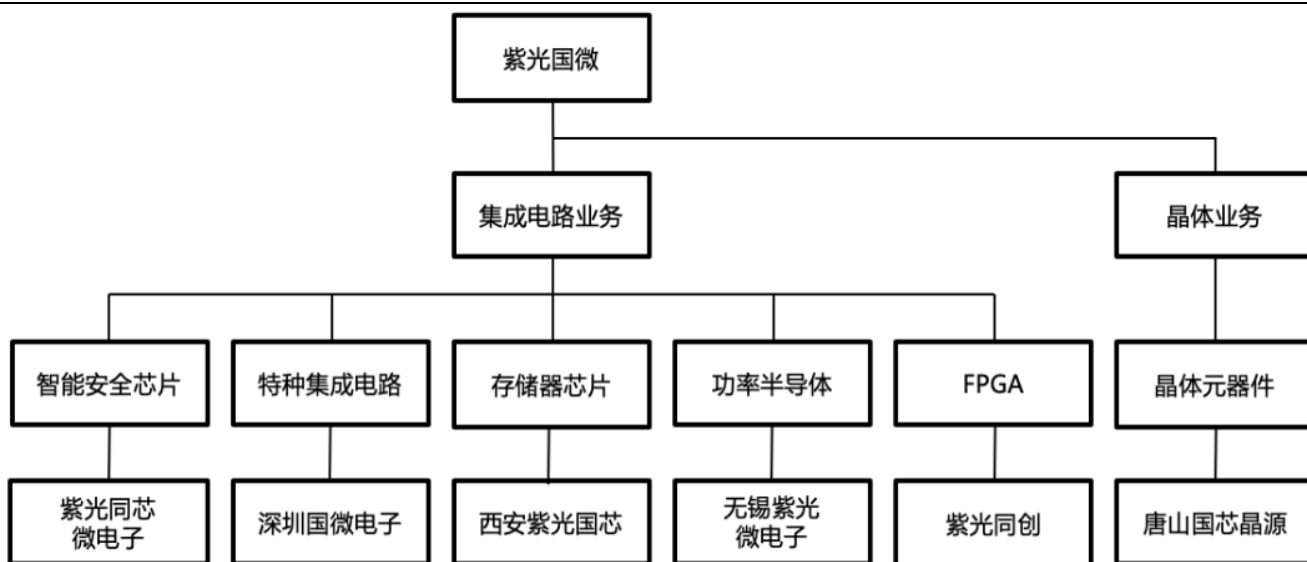 紫光国微
集成电路业务
晶体业务
智能安全芯片
特种集成电路
存储器芯片
功率半导体
FPGA
晶体元器件
紫光同芯
微电子
深圳国微电子
西安紫光国芯
无锡紫光
微电子
紫光同创
唐山国芯晶源